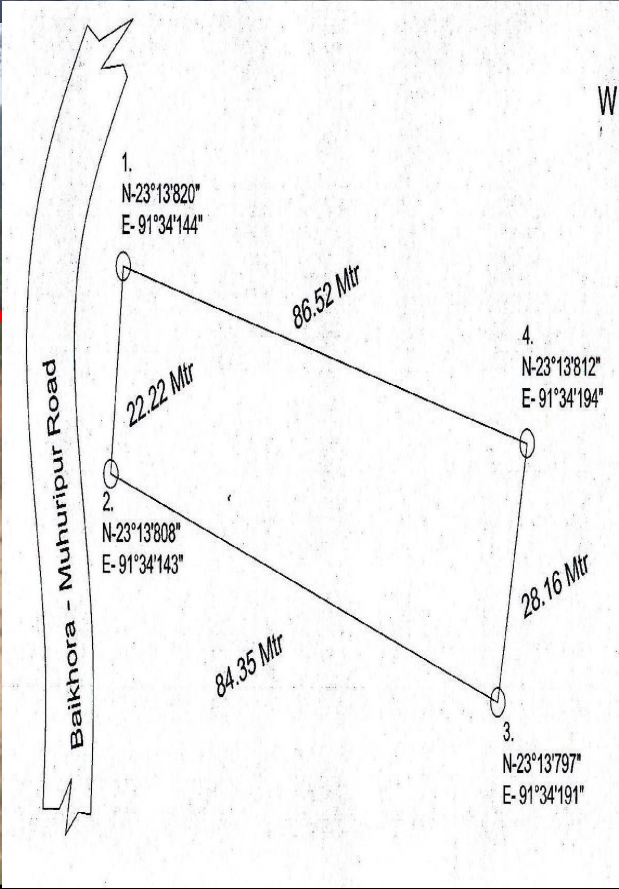 W
1.
N-23°13'820"
E- 91°34'144"
86.52 Mtr
4.
N-23°13'812"
E- 91°34'194"
22.22 Mtr
Baikhora - Muhuripur Road
2.
N-23°13'808"
E- 91°34'143"
28.16 Mtr
84.35 Mtr
3.
N-23°13'797"
E- 91°34'191"